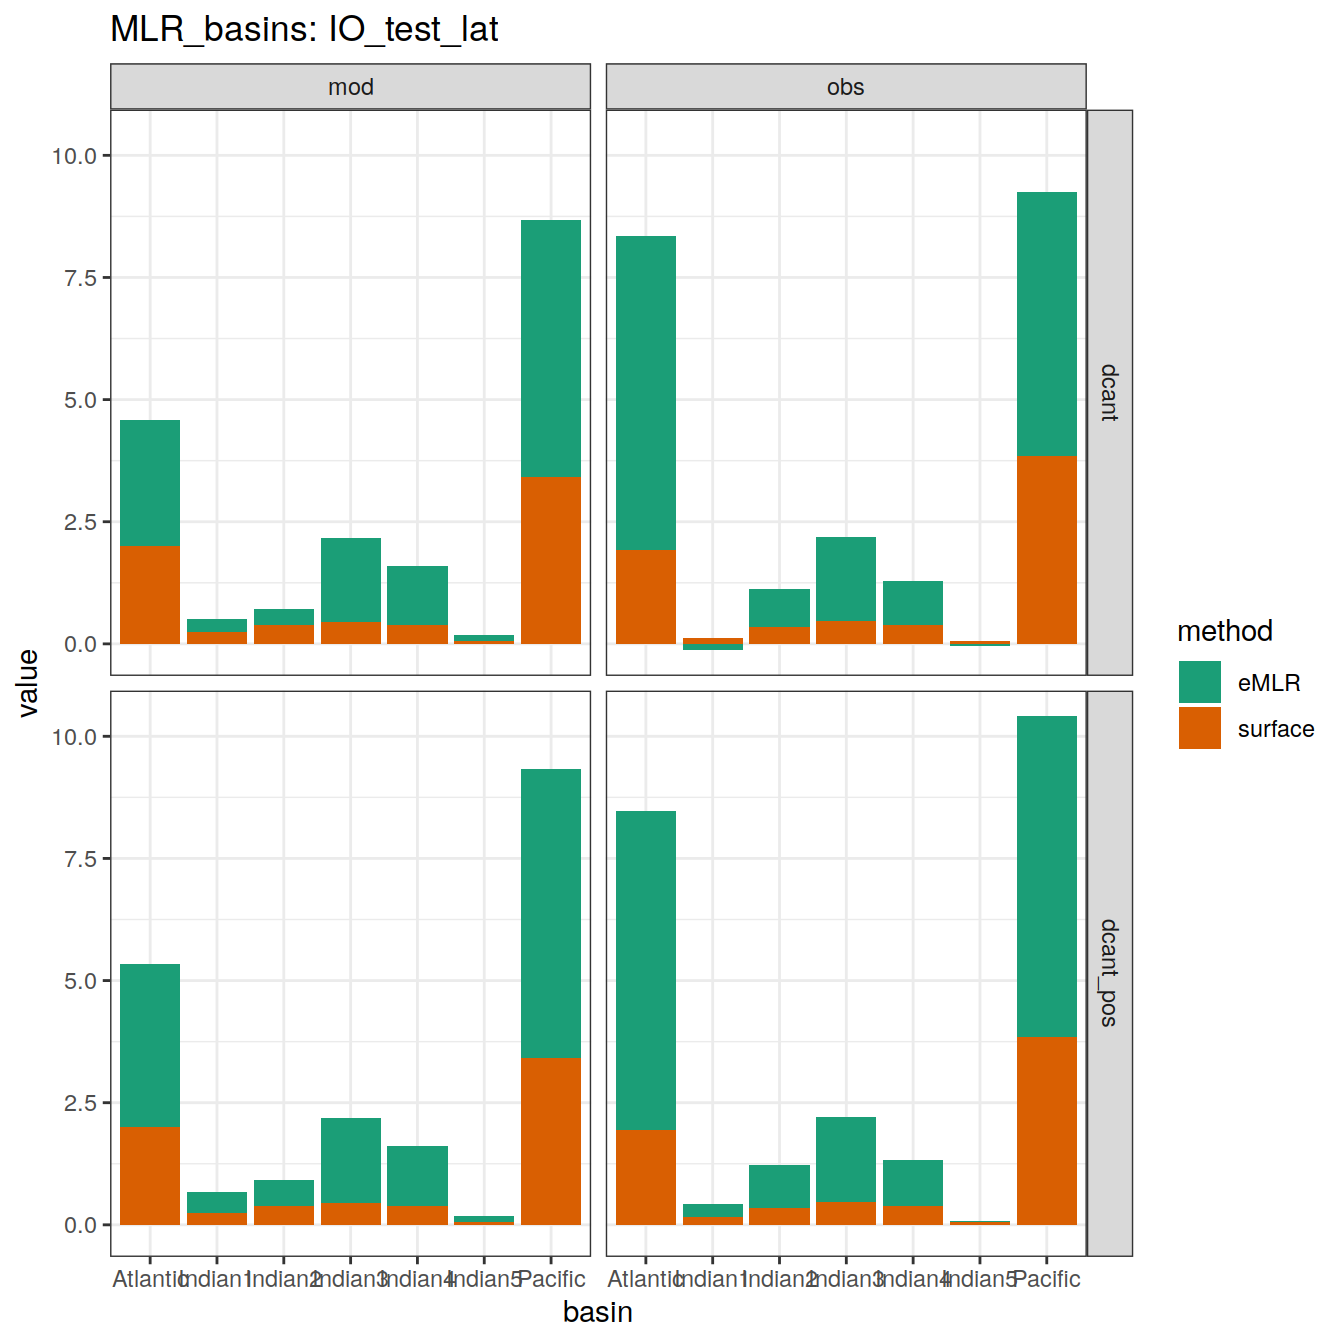 MLR_basins: IO_test_lat
mod
obs
10.0
7.5
5.0
2.5
0.0
dcant
10.0
7.5
5.0
2.5
0.0
dcant_pos
value
Atlantic Indian1 Indian2 Indian3 Indian4 Indian5 Pacific
Atlantic Indian1 Indian2 Indian3 Indian4 Indian5 Pacific
basin
method
eMLR
surface